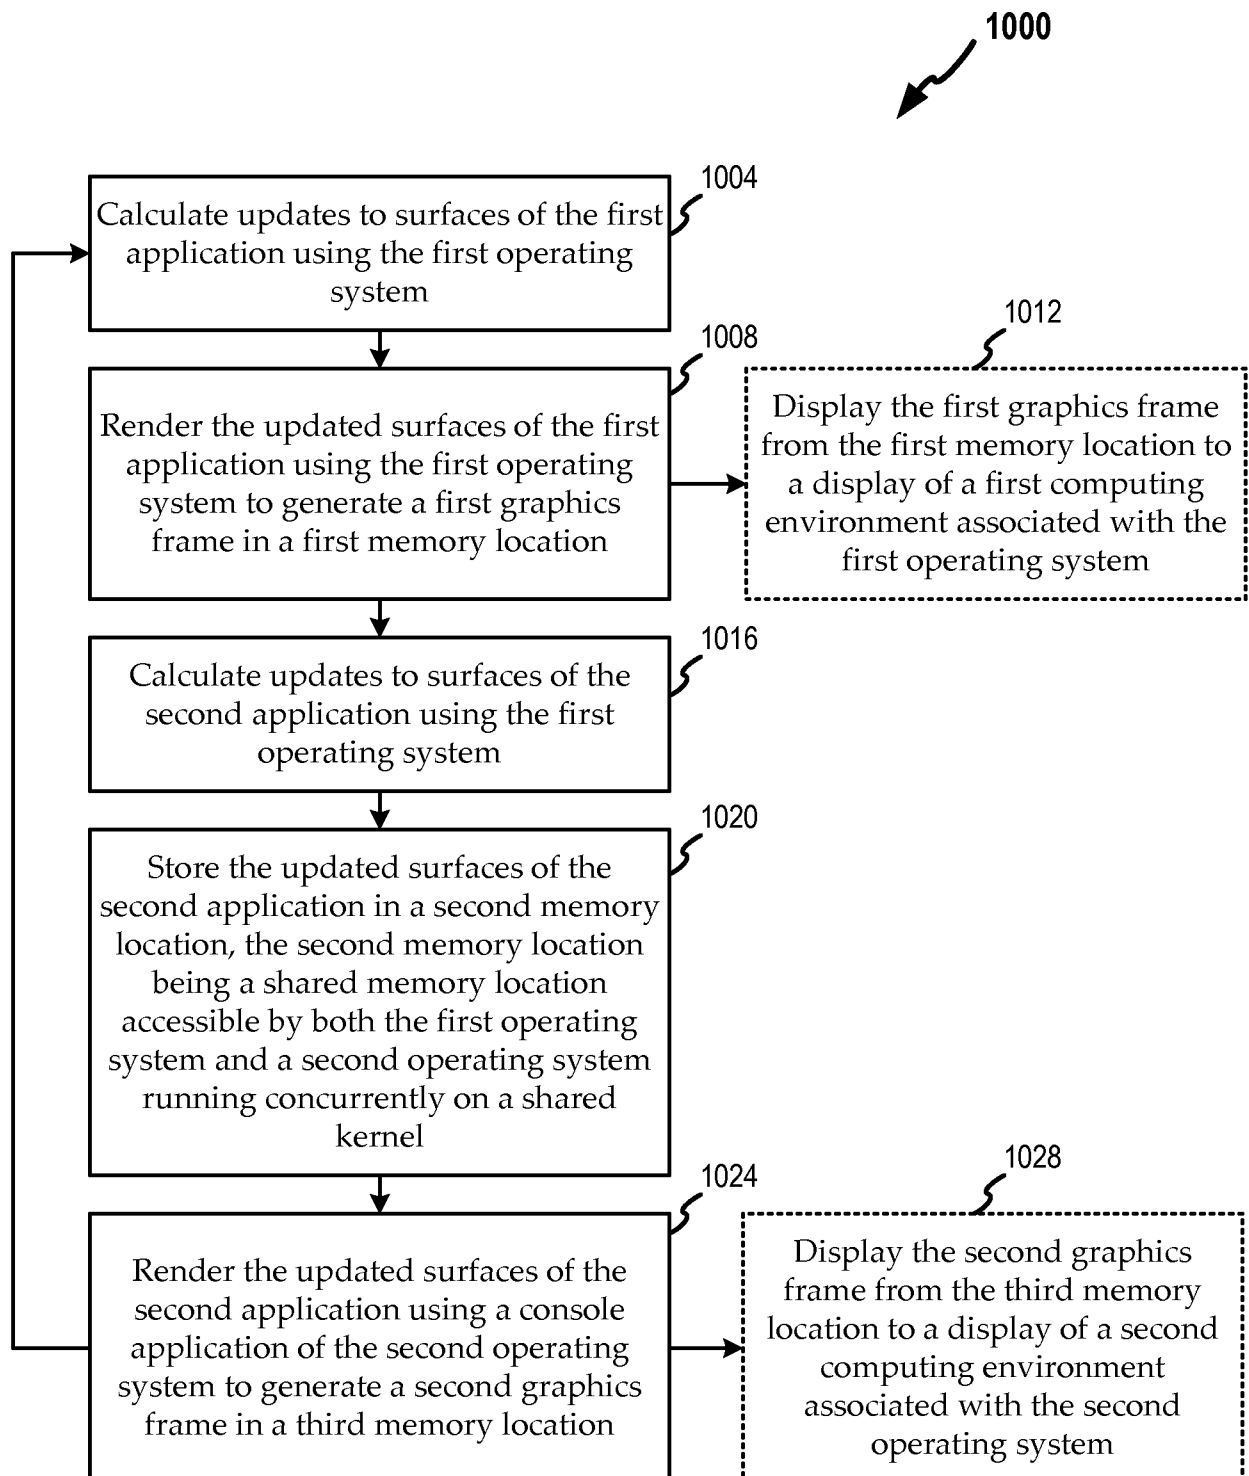 1000
1004
Calculate updates to surfaces of the first
application using the first operating
system
1008
Render the updated surfaces of the first
application using the first operating
system to generate a first graphics
frame in a first memory location
1012
Display the first graphics frame
from the first memory location to
a display of a first computing
environment associated with the
first operating system
1016
Calculate updates to surfaces of the
second application using the first
operating system
1020
Store the updated surfaces of the
second application in a second memory
location, the second memory location
being a shared memory location
accessible by both the first operating
system and a second operating system
running concurrently on a shared
kernel
1024
Render the updated surfaces of the
second application using a console
application of the second operating
system to generate a second graphics
frame in a third memory location
1028
Display the second graphics
frame from the third memory
location to a display of a second
computing environment
associated with the second
operating system